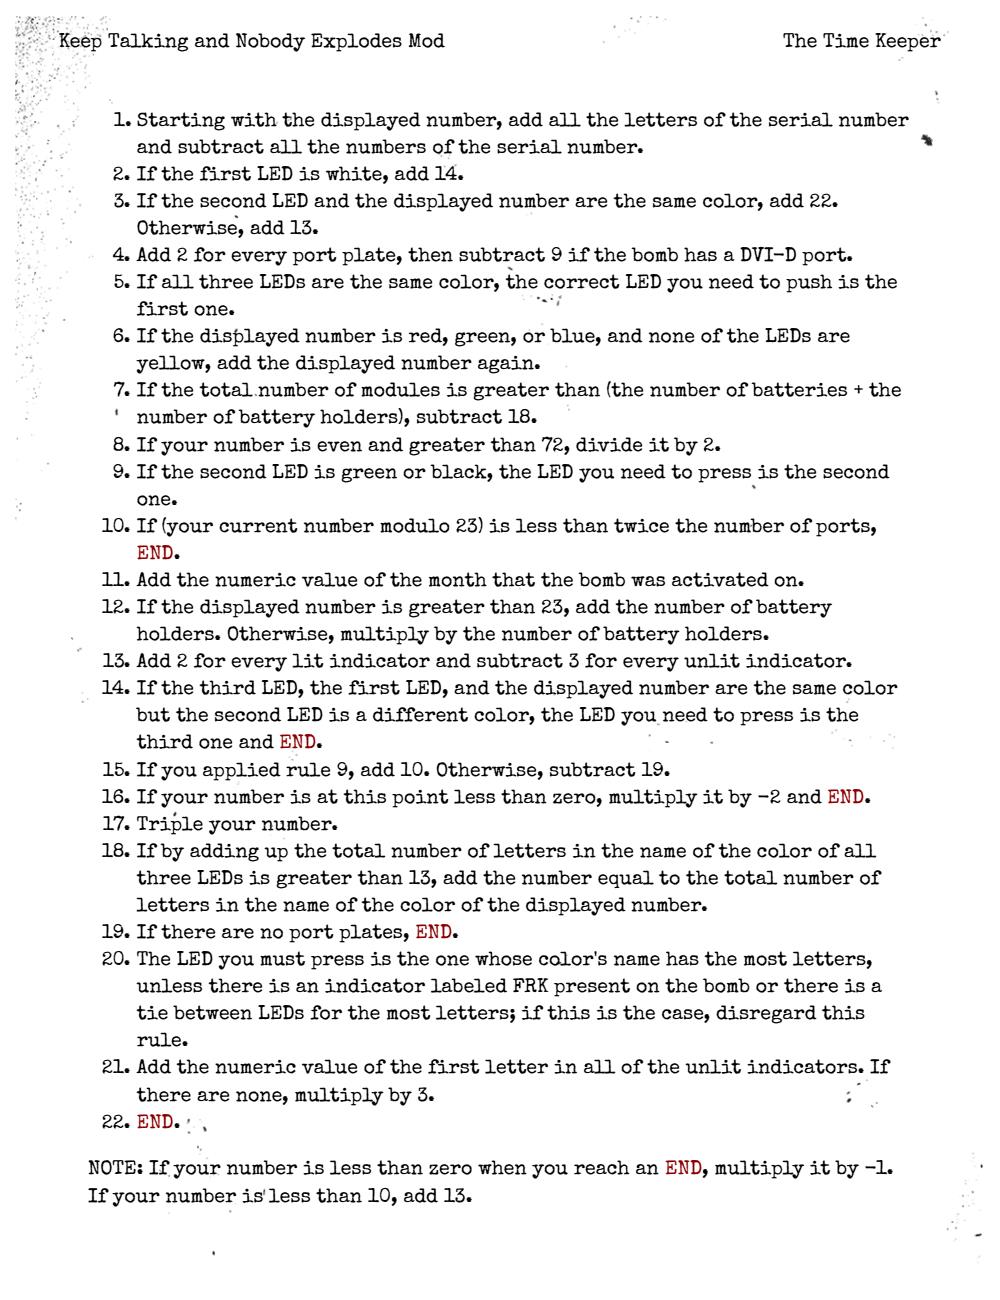 Keep Talking and Nobody Explodes Mod
The Time Keeper
1. Starting with the displayed number, add all the letters of the serial number
and subtract all the numbers of the serial number.
2. If the first LED is white, add 14.
3. If the second LED and the displayed number are the same color, add 22.
Otherwise, add 13.
4. Add 2 for every port plate, then subtract 9 if the bomb has a DVI-D port.
5. If all three LEDs are the same color, the correct LED you need to push is the
first one.
6. If the displayed number is red, green, or blue, and none of the LEDs are
yellow, add the displayed number again.
7. If the total number of modules is greater than (the number of batteries + the
number of battery holders), subtract 18.
8. If your number is even and greater than 72, divide it by 2.
9. If the second LED is green or black, the LED you need to press is the second
one.
10. If (your current number modulo 23) is less than twice the number of ports,
END.
11. Add the numeric value of the month that the bomb was activated on.
12. If the displayed number is greater than 23, add the number of battery
holders. Otherwise, multiply by the number of battery holders.
13. Add 2 for every lit indicator and subtract 3 for every unlit indicator.
14. If the third LED, the first LED, and the displayed number are the same color
but the second LED is a different color, the LED you need to press is the
third one and END.
15. If you applied rule 9, add 10. Otherwise, subtract 19.
16. If your number is at this point less than zero, multiply it by -2 and END.
17. Triple your number.
18. If by adding up the total number of letters in the name of the color of all
three LEDs is greater than 13, add the number equal to the total number of
letters in the name of the color of the displayed number.
19. If there are no port plates, END.
20. The LED you must press is the one whose color's name has the most letters,
unless there is an indicator labeled FRK present on the bomb or there is a
tie between LEDs for the most letters; if this is the case, disregard this
rule.
21. Add the numeric value of the first letter in all of the unlit indicators. If
there are none, multiply by 3.
22. END.
NOTE: If your number is less than zero when you reach an END, multiply it by -1.
If your number is less than 10, add 13.